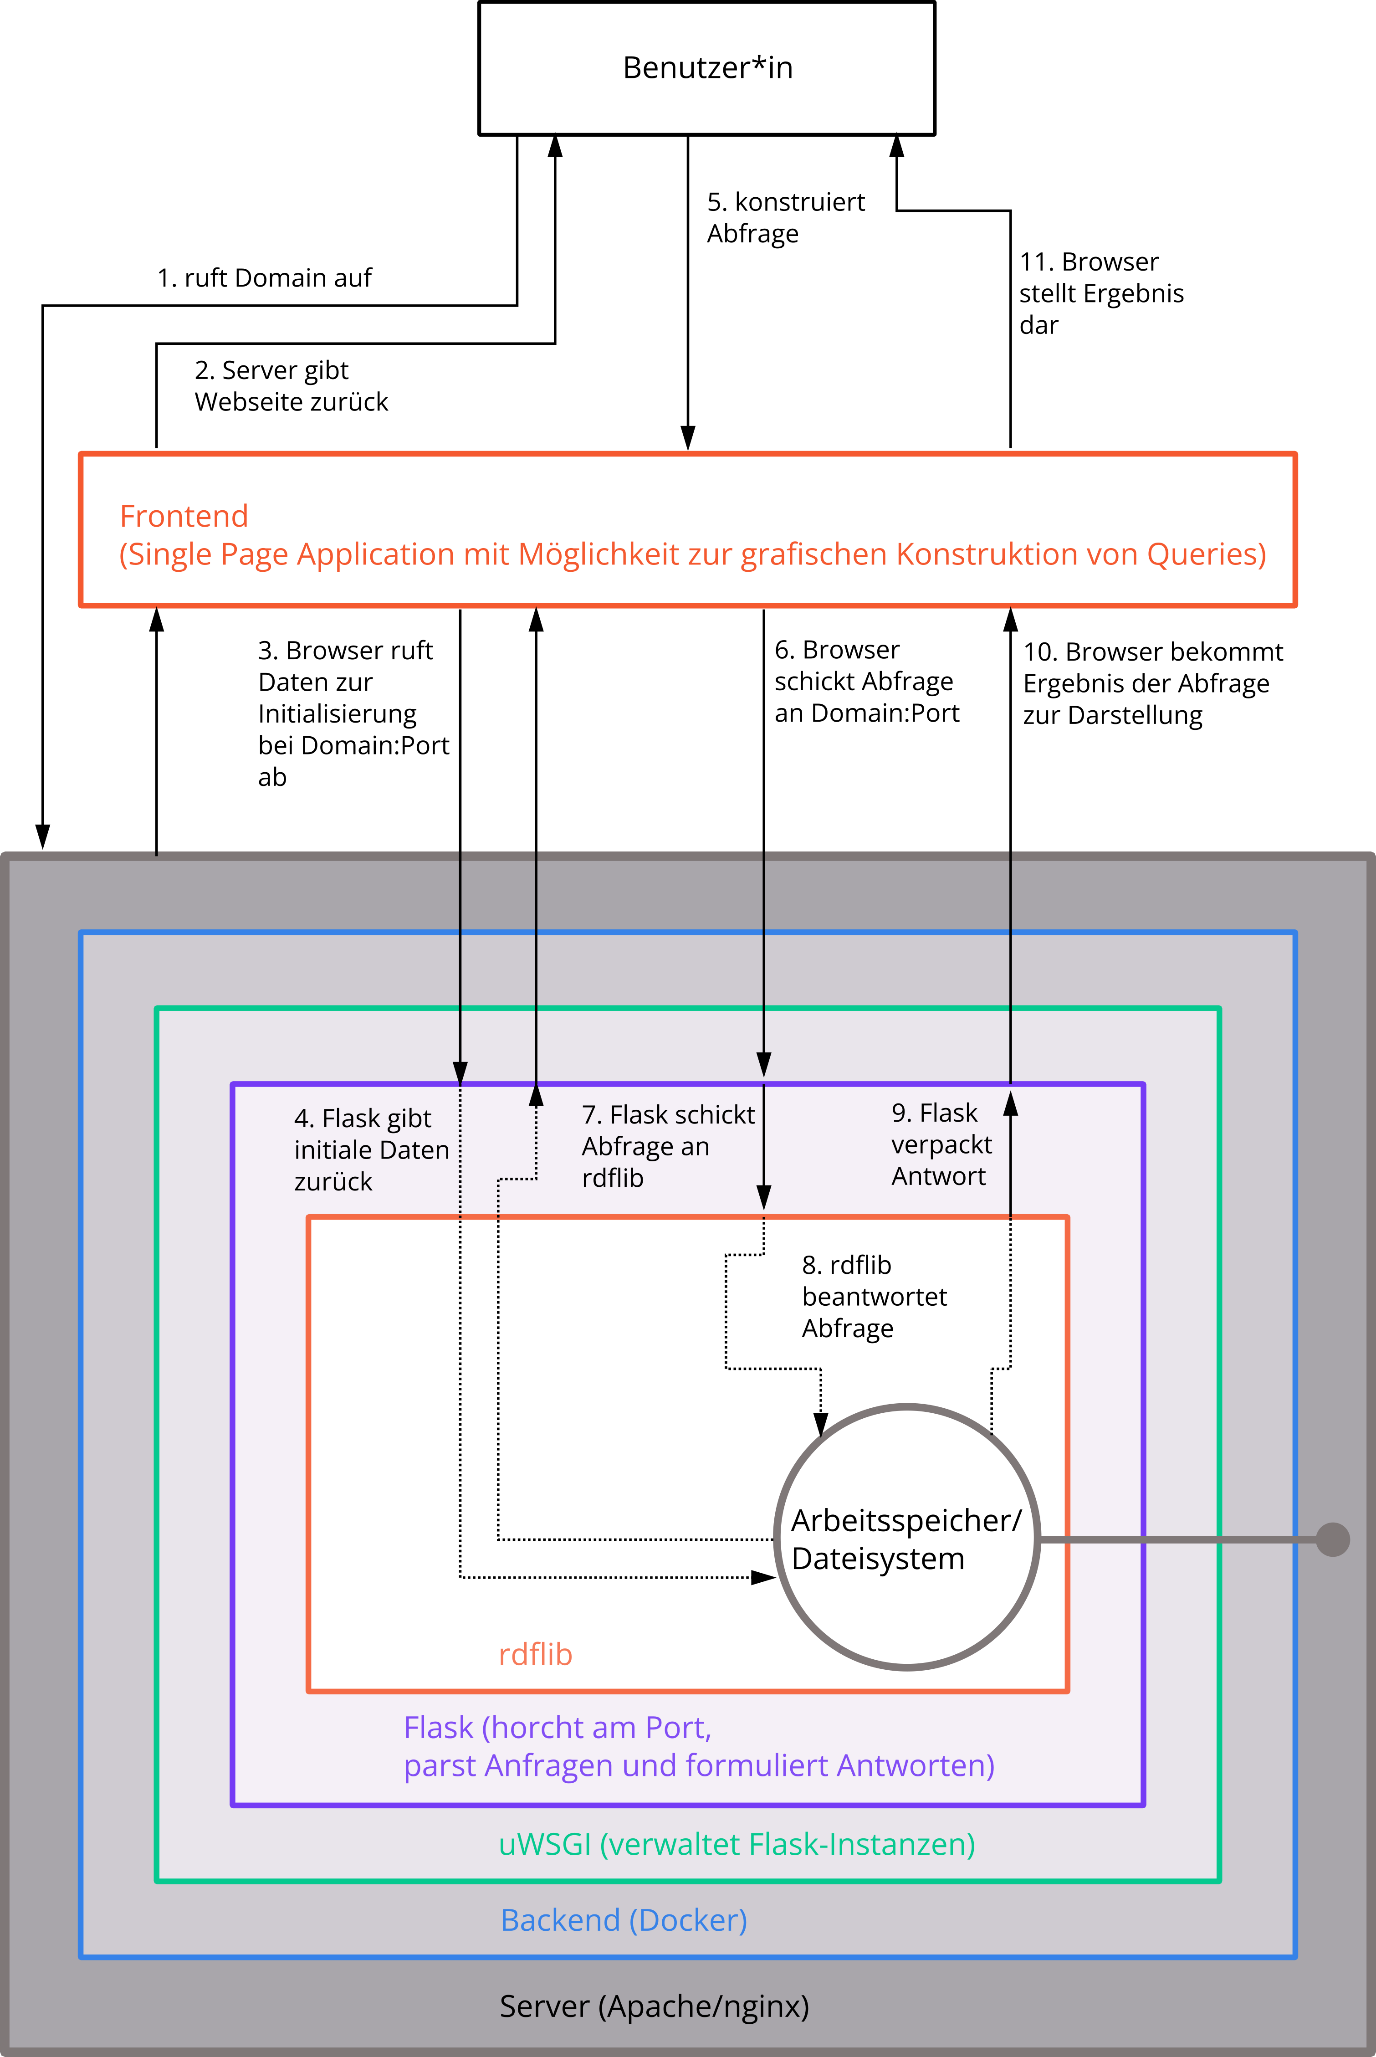 Benutzer*in
5. konstruiert
Abfrage
1. ruft Domain auf
11. Browser
stellt Ergebnis
dar
2. Server gibt
Webseite zurück
Frontend
(Single Page Application mit Möglichkeit zur grafischen Konstruktion von Queries)
3. Browser ruft
Daten zur
Initialisierung
bei Domain:Port
ab
6. Browser
schickt Abfrage
an Domain:Port
10. Browser bekommt
Ergebnis der Abfrage
zur Darstellung
4. Flask gibt
initiale Daten
zurück
7. Flask schickt
Abfrage an
rdflib
9. Flask
verpackt
Antwort
8. rdflib
beantwortet
Abfrage
Arbeitsspeicher/
Dateisystem
rdflib
Flask (horcht am Port,
parst Anfragen und formuliert Antworten)
uWSGI (verwaltet Flask-Instanzen)
Backend (Docker)
Server (Apache/nginx)